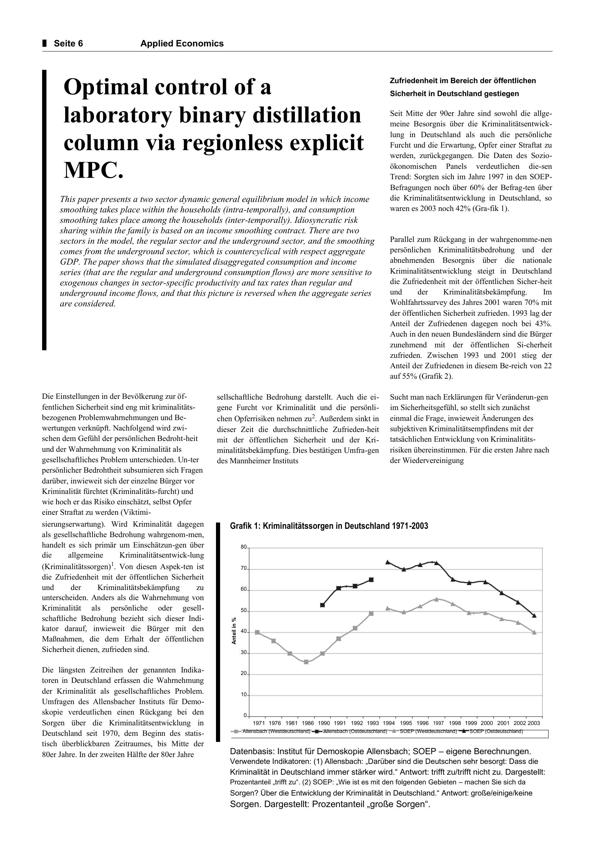 Seite 6
Applied Economics
Optimal control of a
laboratory binary distillation
column via regionless explicit
MPC.
This paper presents a two sector dynamic general equilibrium model in which income
smoothing takes place within the households (intra-temporally), and consumption
smoothing takes place among the households (inter-temporally). Idiosyncratic risk
sharing within the family is based on an income smoothing contract. There are two
sectors in the model, the regular sector and the underground sector, and the smoothing
comes from the underground sector, which is countercyclical with respect aggregate
GDP. The paper shows that the simulated disaggregated consumption and income
series (that are the regular and underground consumption flows) are more sensitive to
exogenous changes in sector-specific productivity and tax rates than regular and
underground income flows, and that this picture is reversed when the aggregate series
are considered.
Zufriedenheit im Bereich der öffentlichen
Sicherheit in Deutschland gestiegen
Seit Mitte der 90er Jahre sind sowohl die allge-
meine Besorgnis über die Kriminalitätsentwick-
lung in Deutschland als auch die persönliche
Furcht und die Erwartung, Opfer einer Straftat zu
werden, zurückgegangen. Die Daten des Sozio-
ökonomischen Panels verdeutlichen die-sen
Trend: Sorgten sich im Jahre 1997 in den SOEP-
Befragungen noch über 60% der Befrag-ten über
die Kriminalitätsentwicklung in Deutschland, so
waren es 2003 noch 42% (Gra-fik 1).
Parallel zum Rückgang in der wahrgenomme-nen
persönlichen Kriminalitätsbedrohung und der
abnehmenden Besorgnis über die nationale
Kriminalitätsentwicklung steigt in Deutschland
die Zufriedenheit mit der öffentlichen Sicher-heit
und der Kriminalitätsbekämpfung. Im
Wohlfahrtssurvey des Jahres 2001 waren 70% mit
der öffentlichen Sicherheit zufrieden. 1993 lag der
Anteil der Zufriedenen dagegen noch bei 43%.
Auch in den neuen Bundesländern sind die Bürger
zunehmend mit der öffentlichen Si-cherheit
zufrieden. Zwischen 1993 und 2001 stieg der
Anteil der Zufriedenen in diesem Be-reich von 22
auf 55% (Grafik 2).
Die Einstellungen in der Bevölkerung zur öf-
fentlichen Sicherheit sind eng mit kriminalitäts-
bezogenen Problemwahrnehmungen und Be-
wertungen verknüpft. Nachfolgend wird zwi-
schen dem Gefühl der persönlichen Bedroht-heit
und der Wahrnehmung von Kriminalität als
gesellschaftliches Problem unterschieden. Un-ter
persönlicher Bedrohtheit subsumieren sich Fragen
darüber, inwieweit sich der einzelne Bürger vor
Kriminalität fürchtet (Kriminalitäts-furcht) und
wie hoch er das Risiko einschätzt, selbst Opfer
einer Straftat zu werden (Viktimi-
sierungserwartung). Wird Kriminalität dagegen
als gesellschaftliche Bedrohung wahrgenom-men,
handelt es sich primär um Einschätzun-gen über
die allgemeine Kriminalitätsentwick-lung
(Kriminalitätssorgen)1. Von diesen Aspek-ten ist
die Zufriedenheit mit der öffentlichen Sicherheit
und der Kriminalitätsbekämpfung zu
unterscheiden. Anders als die Wahrnehmung von
Kriminalität als persönliche oder gesell-
schaftliche Bedrohung bezieht sich dieser Indi-
kator darauf, inwieweit die Bürger mit den
Maßnahmen, die dem Erhalt der öffentlichen
Sicherheit dienen, zufrieden sind.
Die längsten Zeitreihen der genannten Indika-
toren in Deutschland erfassen die Wahrnehmung
der Kriminalität als gesellschaftliches Problem.
Umfragen des Allensbacher Instituts für Demo-
skopie verdeutlichen einen Rückgang bei den
Sorgen über die Kriminalitätsentwicklung in
Deutschland seit 1970, dem Beginn des statis-
tisch überblickbaren Zeitraumes, bis Mitte der
80er Jahre. In der zweiten Hälfte der 80er Jahre
sellschaftliche Bedrohung darstellt. Auch die ei-
gene Furcht vor Kriminalität und die persönli-
chen Opferrisiken nehmen zu2. Außerdem sinkt in
dieser Zeit die durchschnittliche Zufrieden-heit
mit der öffentlichen Sicherheit und der Kri-
minalitätsbekämpfung. Dies bestätigen Umfra-gen
des Mannheimer Instituts
Sucht man nach Erklärungen für Veränderun-gen
im Sicherheitsgefühl, so stellt sich zunächst
einmal die Frage, inwieweit Änderungen des
subjektiven Kriminalitätsempfindens mit der
tatsächlichen Entwicklung von Kriminalitäts-
risiken übereinstimmen. Für die ersten Jahre nach
der Wiedervereinigung
Grafik 1: Kriminalitätssorgen in Deutschland 1971-2003
Anteil in %
80
70
60
50
40
30
20
10
0
1971 1976 1981 1986 1990 1991 1992 1993 1994 1995 1996 1997 1998 1999 2000 2001 2002 2003
Allensbach (Westdeutschland) Allensbach (Ostdeutschland) SOEP (Westdeutschland) SOEP (Ostdeutschland)
Datenbasis: Institut für Demoskopie Allensbach; SOEP – eigene Berechnungen.
Verwendete Indikatoren: (1) Allensbach: „Darüber sind die Deutschen sehr besorgt: Dass die
Kriminalität in Deutschland immer stärker wird.“ Antwort: trifft zu/trifft nicht zu. Dargestellt:
Prozentanteil „trifft zu“. (2) SOEP: „Wie ist es mit den folgenden Gebieten – machen Sie sich da
Sorgen? Über die Entwicklung der Kriminalität in Deutschland.“ Antwort: große/einige/keine
Sorgen. Dargestellt: Prozentanteil „große Sorgen“.